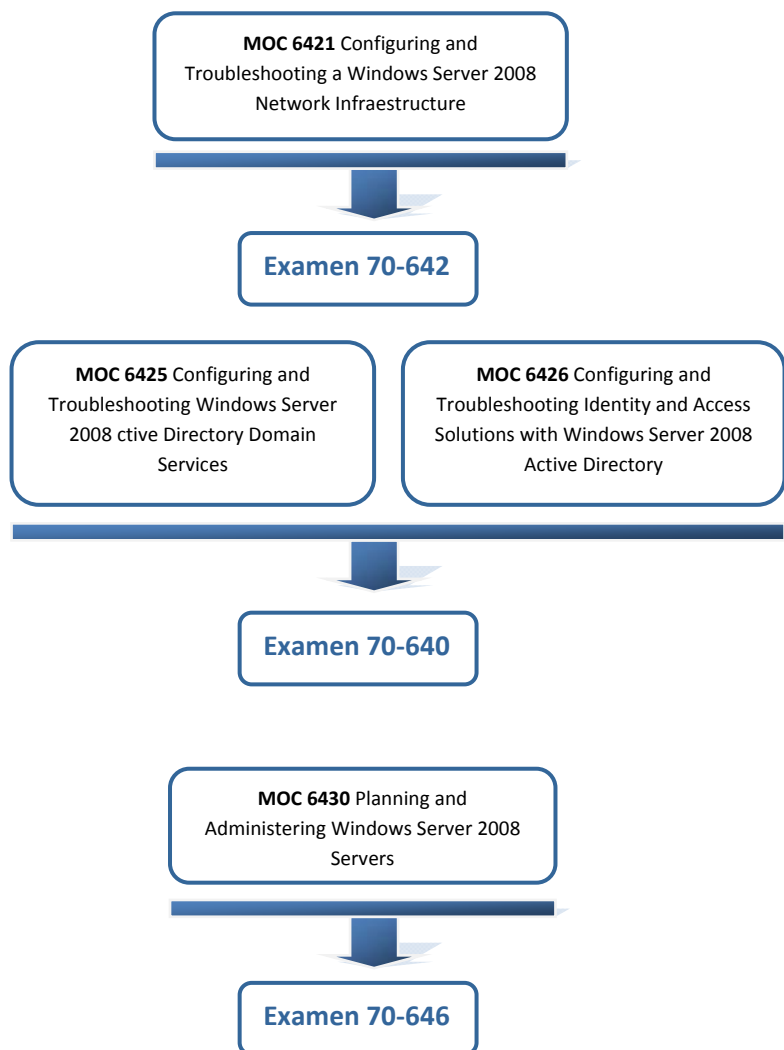 MOC 6421 Configuring and
Troubleshooting a Windows Server 2008
Network Infraestructure
Examen 70-642
MOC 6425 Configuring and
Troubleshooting Windows Server
2008 ctive Directory Domain
Services
MOC 6426 Configuring and
Troubleshooting Identity and Access
Solutions with Windows Server 2008
Active Directory
Examen 70-640
MOC 6430 Planning and
Administering Windows Server 2008
Servers
Examen 70-646